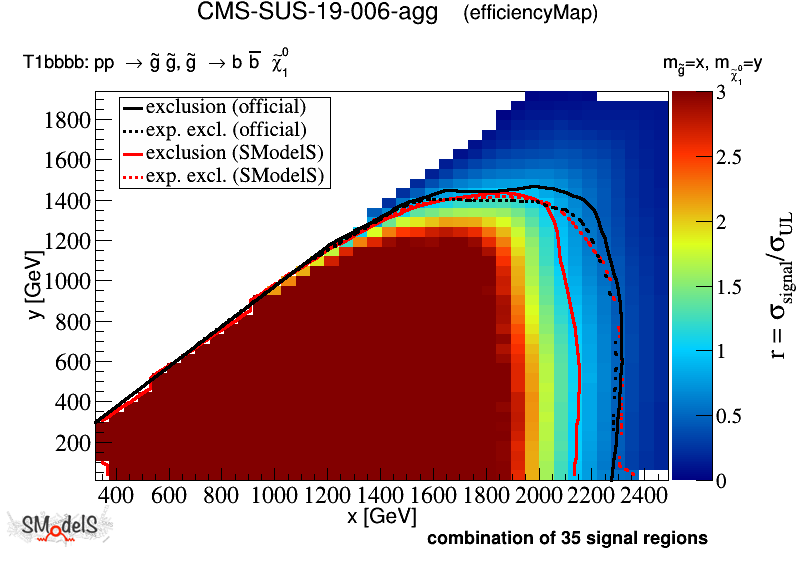 CMS-SUS-19-006-agg (efficiencyMap)
T1bbbb: pp → g̃ g̃, g̃ → b b̅ χ̃₁⁰
m_g̃=x, m_χ̃₁⁰=y
exclusion (official)
exp. excl. (official)
exclusion (SModelS)
exp. excl. (SModelS)
1800
1600
1400
1200
1000
800
600
400
200
y [GeV]
400 600 800 1000 1200 1400 1600 1800 2000 2200 2400
x [GeV]
3
2.5
2
1.5
1
0.5
0
r = σ_signal/σ_UL
SModelS
combination of 35 signal regions